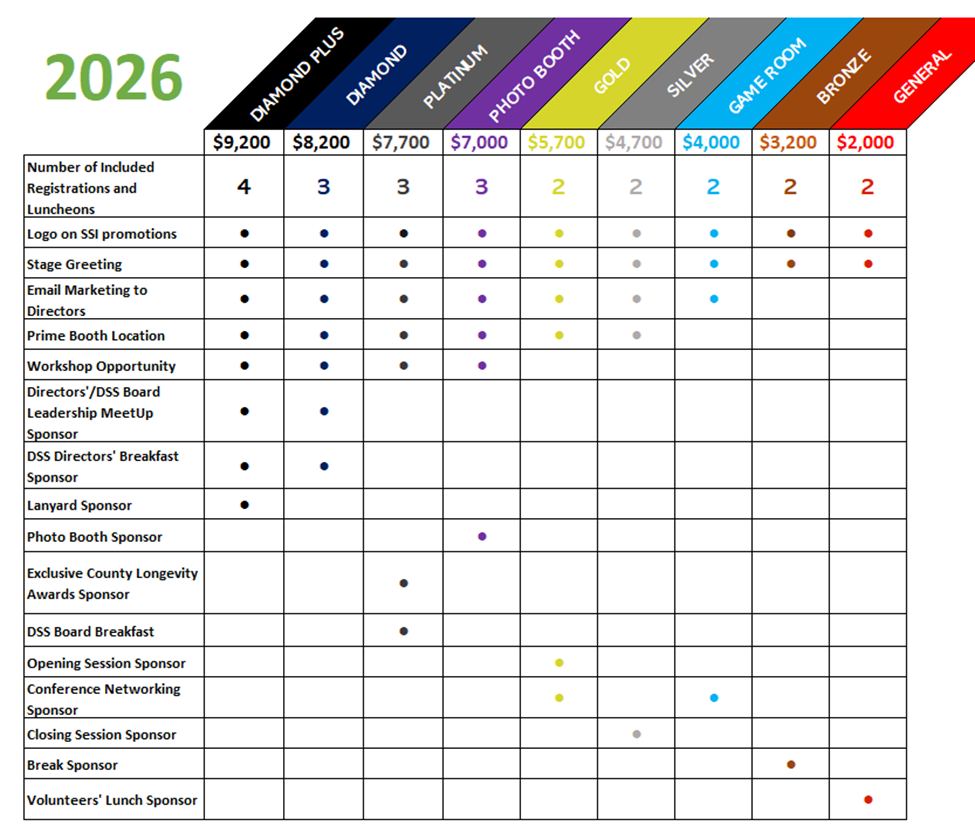 2026
DIAMOND PLUS
DIAMOND
PLATINUM
PHOTO BOOTH
GOLD
SILVER
GAME ROOM
BRONZE
GENERAL
$9,200 $8,200 $7,700 $7,000 $5,700 $4,700 $4,000 $3,200 $2,000
Number of Included
Registrations and
Luncheons
4 3 3 3 2 2 2 2 2
Logo on SSI promotions • • • • • • • • •
Stage Greeting • • • • • • • • •
Email Marketing to
Directors
• • • • • • •
Prime Booth Location • • • • • •
Workshop Opportunity • • • •
Directors'/DSS Board
Leadership MeetUp
Sponsor
• •
DSS Directors' Breakfast
Sponsor
• •
Lanyard Sponsor •
Photo Booth Sponsor •
Exclusive County Longevity
Awards Sponsor
•
DSS Board Breakfast •
Opening Session Sponsor •
Conference Networking
Sponsor
• •
Closing Session Sponsor •
Break Sponsor •
Volunteers' Lunch Sponsor •